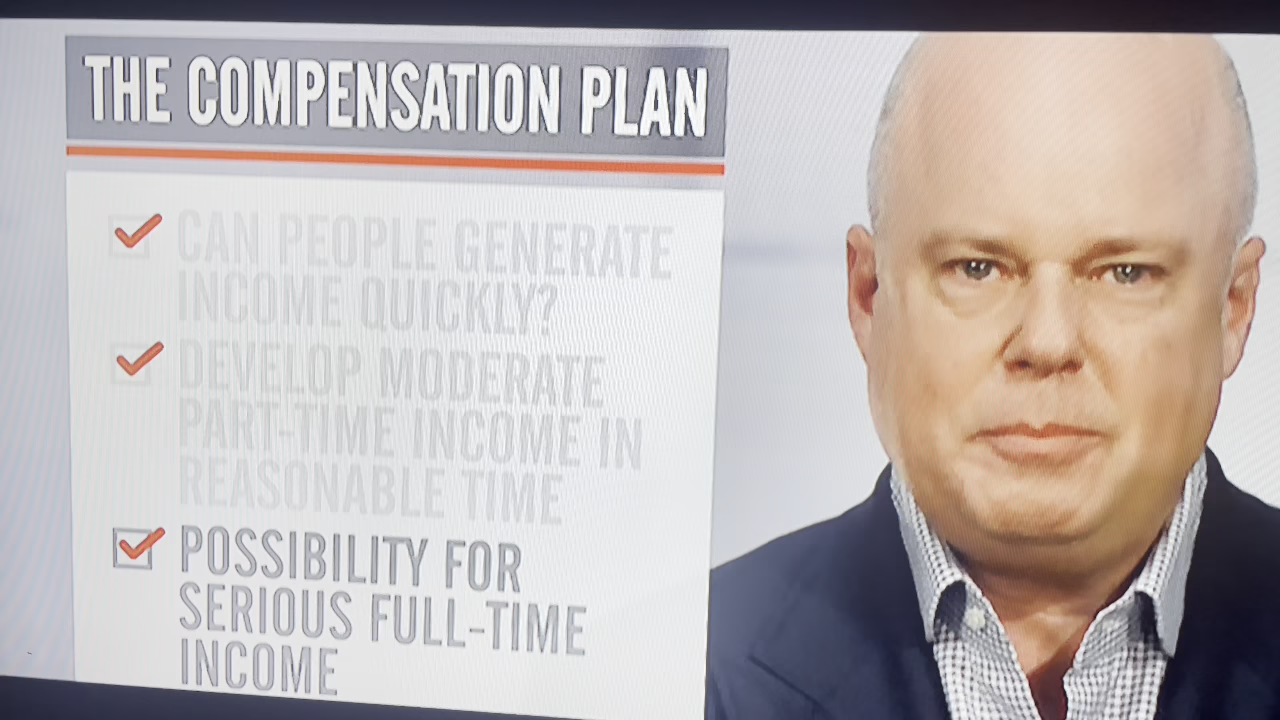 THE COMPENSATION PLAN
CAN PEOPLE GENERATE
INCOME QUICKLY?
DEVELOP MODERATE
PART-TIME INCOME IN
REASONABLE TIME
POSSIBILITY FOR
SERIOUS FULL-TIME
INCOME